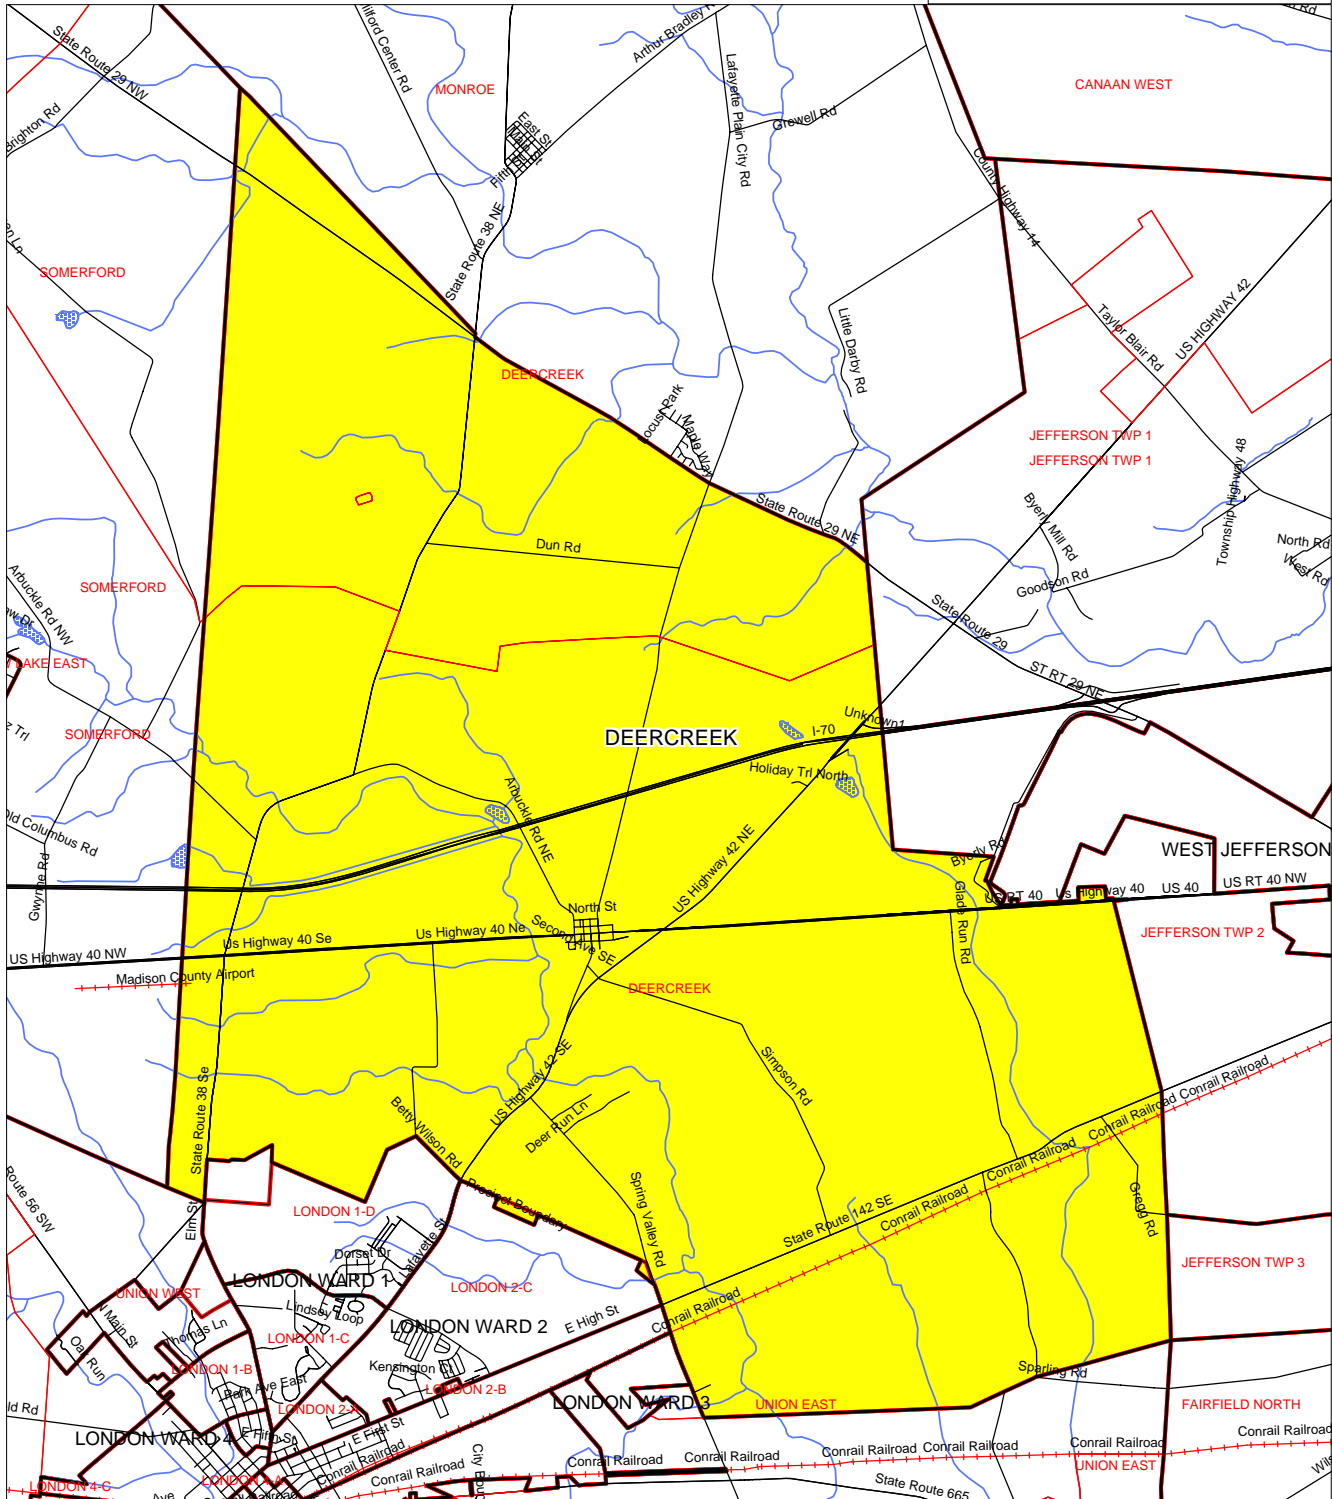 State Route 29 NW
Milford Center Rd
MONROE
Arthur Bradley
Rd
CANAAN WEST
Lafayette Plain City Rd
Brighton Rd
East St
Main St
Fifth St
Grewell Rd
County Highway 14
State Route 38 NE
Ln
SOMERFORD
US HIGHWAY 42
Little Darby Rd
Taylor Blair Rd
DEERCREEK
Locust Park
Maple Way
JEFFERSON TWP 1
JEFFERSON TWP 1
Township Highway 48
State Route 29 NE
Byerly Mill Rd
Dun Rd
North Rd
West Rd
Goodson Rd
SOMERFORD
Arbuckle Rd NW
Dr
State Route 29
LAKE EAST
ST RT 29 NE
Trl
SOMERFORD
Unknown1
I-70
DEERCREEK
Holiday Trl North
Arbuckle Rd NE
Old Columbus Rd
US Highway 42 NE
Byerly Rd
WEST JEFFERSON
Gwynne Rd
Glade Run Rd
US RT 40
Us Highway 40
US 40
US RT 40 NW
North St
Second Ave SE
Us Highway 40 Ne
Us Highway 40 Se
US Highway 40 NW
JEFFERSON TWP 2
Madison County Airport
DEERCREEK
US Highway 42 SE
Simpson Rd
State Route 38 Se
Betty Wilson Rd
Deer Run Ln
Conrail Railroad
Conrail Railroad
Conrail Railroad
Conrail Railroad
Route 56 SW
Elm St
Precinct Boundary
Spring Valley Rd
Gregg Rd
LONDON 1-D
State Route 142 SE
Lafayette St
Dorset Dr
JEFFERSON TWP 3
LONDON WARD 1
LONDON 2-C
UNION WEST
Conrail Railroad
Lindsey Loop
E High St
N Main St
Thomas Ln
LONDON WARD 2
LONDON 1-C
Oak Run
LONDON 1-B
Kensington Ct
Sparling Rd
Park Ave East
LONDON 2-B
LONDON WARD 3
UNION EAST
FAIRFIELD NORTH
LONDON 2-A
ld Rd
E Fifth St
E First St
LONDON WARD 4
Conrail Railroad
Conrail Railroad
Conrail Railroad
Conrail Railroad
Conrail Railroad
Conrail Railroad
Conrail Railroad
Conrail Railroad
Conrail Railroad
UNION EAST
LONDON 4-C
State Route 665
Ave
Railroad